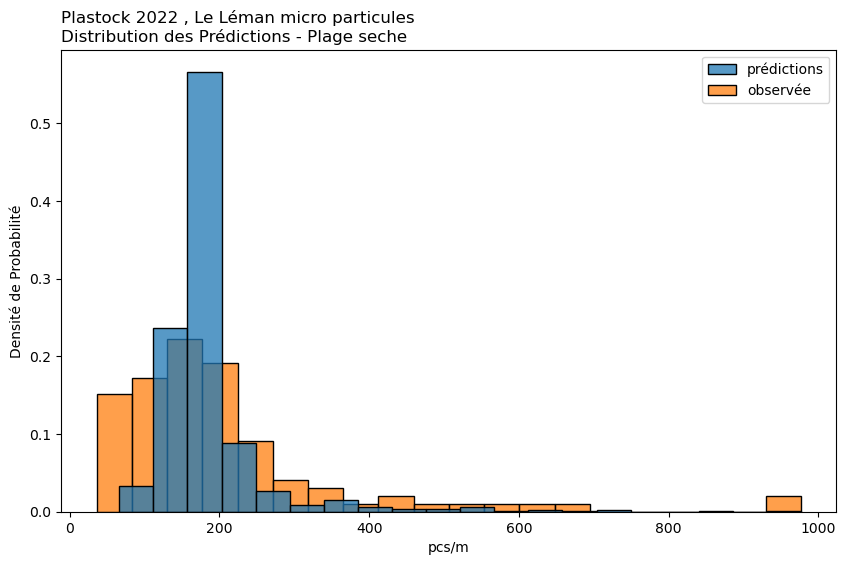 Plastock 2022 , Le Léman micro particules
Distribution des Prédictions - Plage seche
prédictions
observée
Densité de Probabilité
0.5
0.4
0.3
0.2
0.1
0.0
0
200
400
600
800
1000
pcs/m